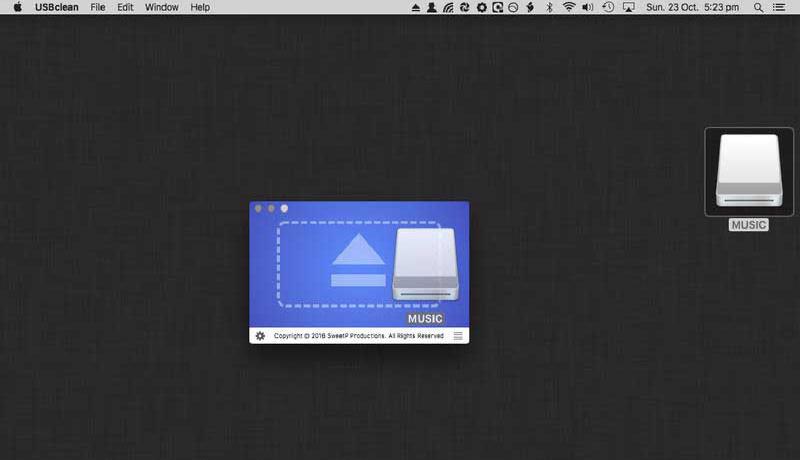 USBclean File Edit Window Help Sun. 23 Oct. 5:23 pm
MUSIC
MUSIC
Copyright © 2016 SweetP Productions. All Rights Reserved